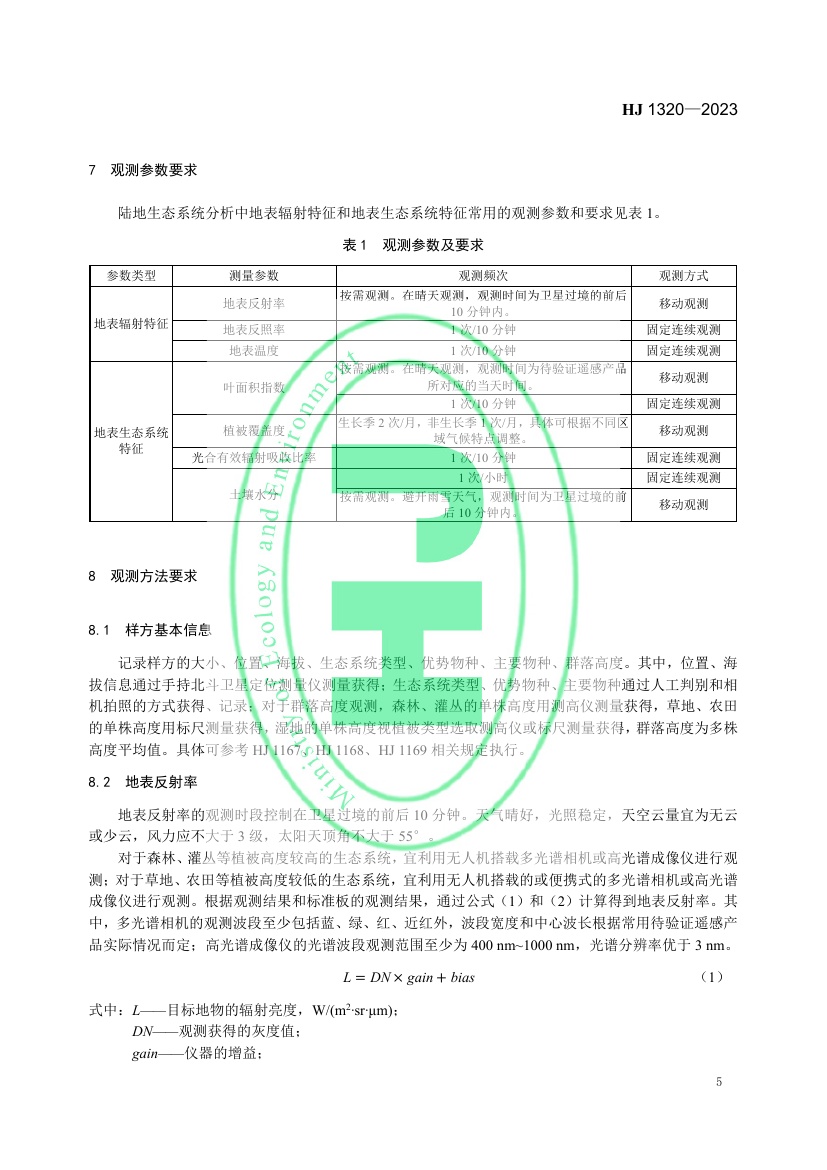 HJ 1320—2023
7 观测参数要求
陆地生态系统分析中地表辐射特征和地表生态系统特征常用的观测参数和要求见表 1。
表 1 观测参数及要求
参数类型 测量参数 观测频次 观测方式
地表辐射特征
地表反射率
按需观测。在晴天观测，观测时间为卫星过境的前后
10 分钟内。
移动观测
地表反照率 1 次/10 分钟 固定连续观测
地表温度 1 次/10 分钟 固定连续观测
地表生态系统
特征
叶面积指数
按需观测。在晴天观测，观测时间为待验证遥感产品
所对应的当天时间。
移动观测
1 次/10 分钟 固定连续观测
植被覆盖度
生长季 2 次/月，非生长季 1 次/月，具体可根据不同区
域气候特点调整。
移动观测
光合有效辐射吸收比率 1 次/10 分钟 固定连续观测
土壤水分
1 次/小时 固定连续观测
按需观测。避开雨雪天气，观测时间为卫星过境的前
后 10 分钟内。
移动观测
8 观测方法要求
8.1 样方基本信息
记录样方的大小、位置、海拔、生态系统类型、优势物种、主要物种、群落高度。其中，位置、海
拔信息通过手持北斗卫星定位测量仪测量获得；生态系统类型、优势物种、主要物种通过人工判别和相
机拍照的方式获得、记录；对于群落高度观测，森林、灌丛的单株高度用测高仪测量获得，草地、农田
的单株高度用标尺测量获得，湿地的单株高度视植被类型选取测高仪或标尺测量获得，群落高度为多株
高度平均值。具体可参考 HJ 1167、HJ 1168、HJ 1169 相关规定执行。
8.2 地表反射率
地表反射率的观测时段控制在卫星过境的前后 10 分钟。天气晴好，光照稳定，天空云量宜为无云
或少云，风力应不大于 3 级，太阳天顶角不大于 55°。
对于森林、灌丛等植被高度较高的生态系统，宜利用无人机搭载多光谱相机或高光谱成像仪进行观
测；对于草地、农田等植被高度较低的生态系统，宜利用无人机搭载的或便携式的多光谱相机或高光谱
成像仪进行观测。根据观测结果和标准板的观测结果，通过公式（1）和（2）计算得到地表反射率。其
中，多光谱相机的观测波段至少包括蓝、绿、红、近红外，波段宽度和中心波长根据常用待验证遥感产
品实际情况而定；高光谱成像仪的光谱波段观测范围至少为 400 nm~1000 nm，光谱分辨率优于 3 nm。
L = DN × gain + bias （1）
式中：L——目标地物的辐射亮度，W/(m²·sr·μm)；
DN——观测获得的灰度值；
gain——仪器的增益；
5
Ministry of Ecology and Environment